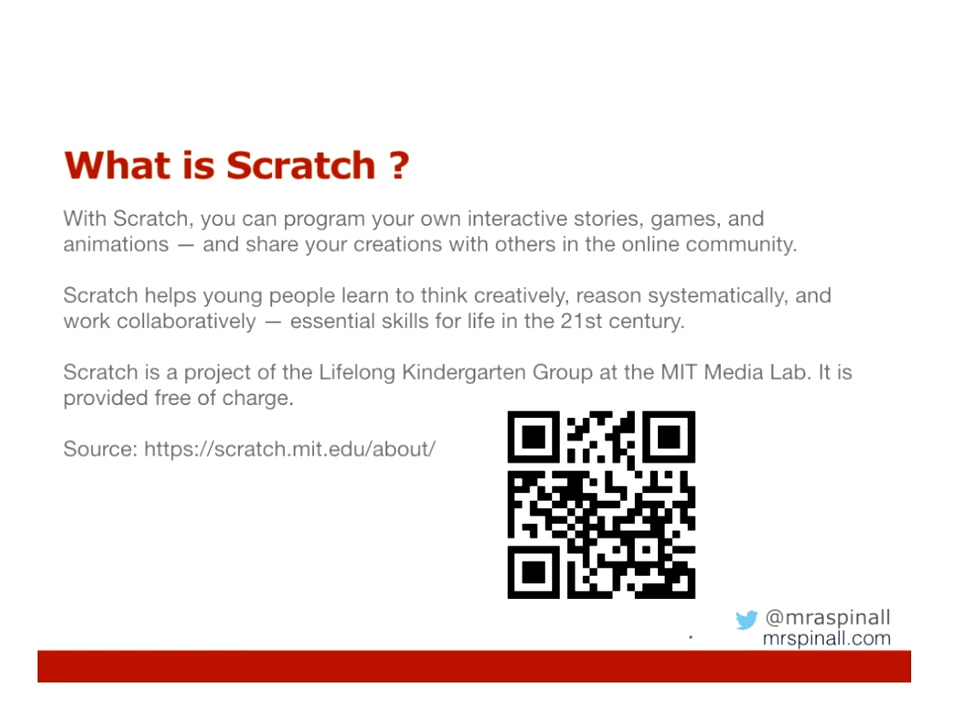 What is Scratch ?
With Scratch, you can program your own interactive stories, games, and
animations — and share your creations with others in the online community.
Scratch helps young people learn to think creatively, reason systematically, and
work collaboratively — essential skills for life in the 21st century.
Scratch is a project of the Lifelong Kindergarten Group at the MIT Media Lab. It is
provided free of charge.
Source: https://scratch.mit.edu/about/
@mraspinall
mrspinall.com